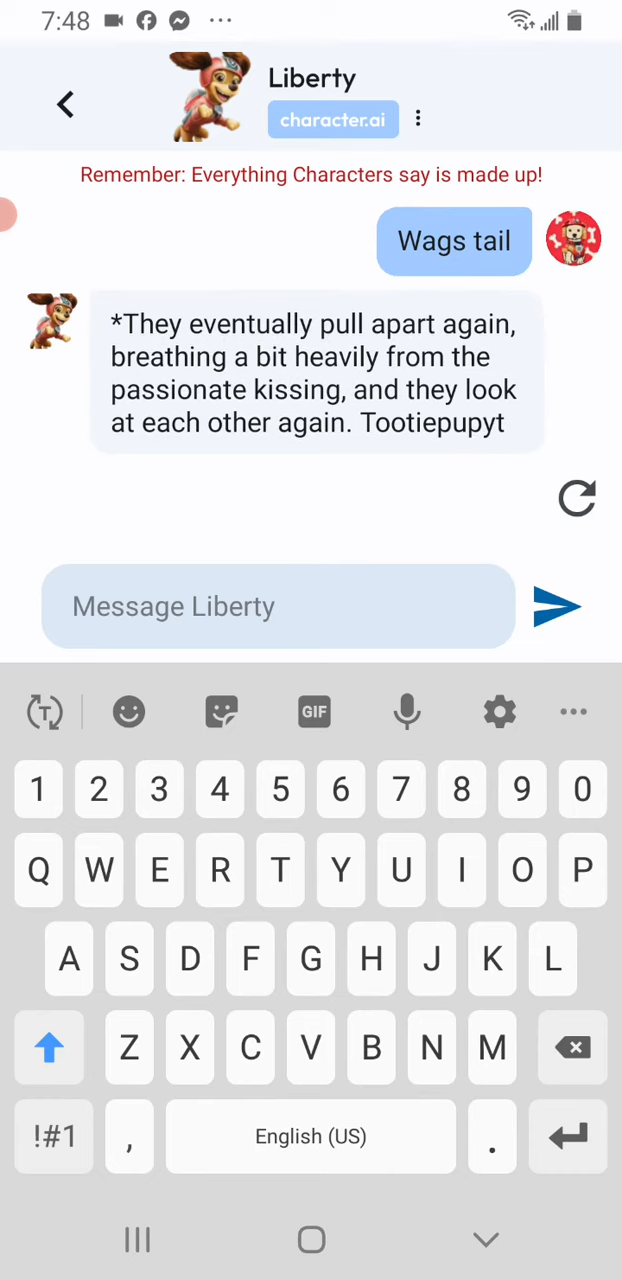 7:48
Liberty
character.ai
Remember: Everything Characters say is made up!
Wags tail
*They eventually pull apart again,
breathing a bit heavily from the
passionate kissing, and they look
at each other again. Tootiepupyt
Message Liberty
T
GIF
1 2 3 4 5 6 7 8 9 0
Q W E R T Y U I O P
A S D F G H J K L
Z X C V B N M
!#1 , English (US) .